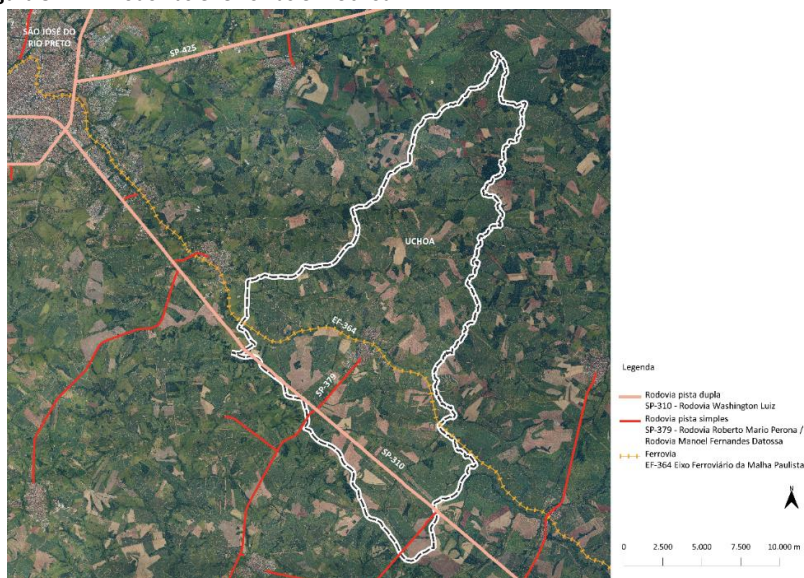 SÃO JOSÉ DO
RIO PRETO
SP-425
UCHOA
EF-364
SP-379
SP-310
Legenda
Rodovia pista dupla
SP-310 - Rodovia Washington Luiz
Rodovia pista simples
SP-379 - Rodovia Roberto Mario Perona /
Rodovia Manoel Fernandes Datossa
Ferrovia
EF-364 Eixo Ferroviário da Malha Paulista
N
0 2.500 5.000 7.500 10.000 m